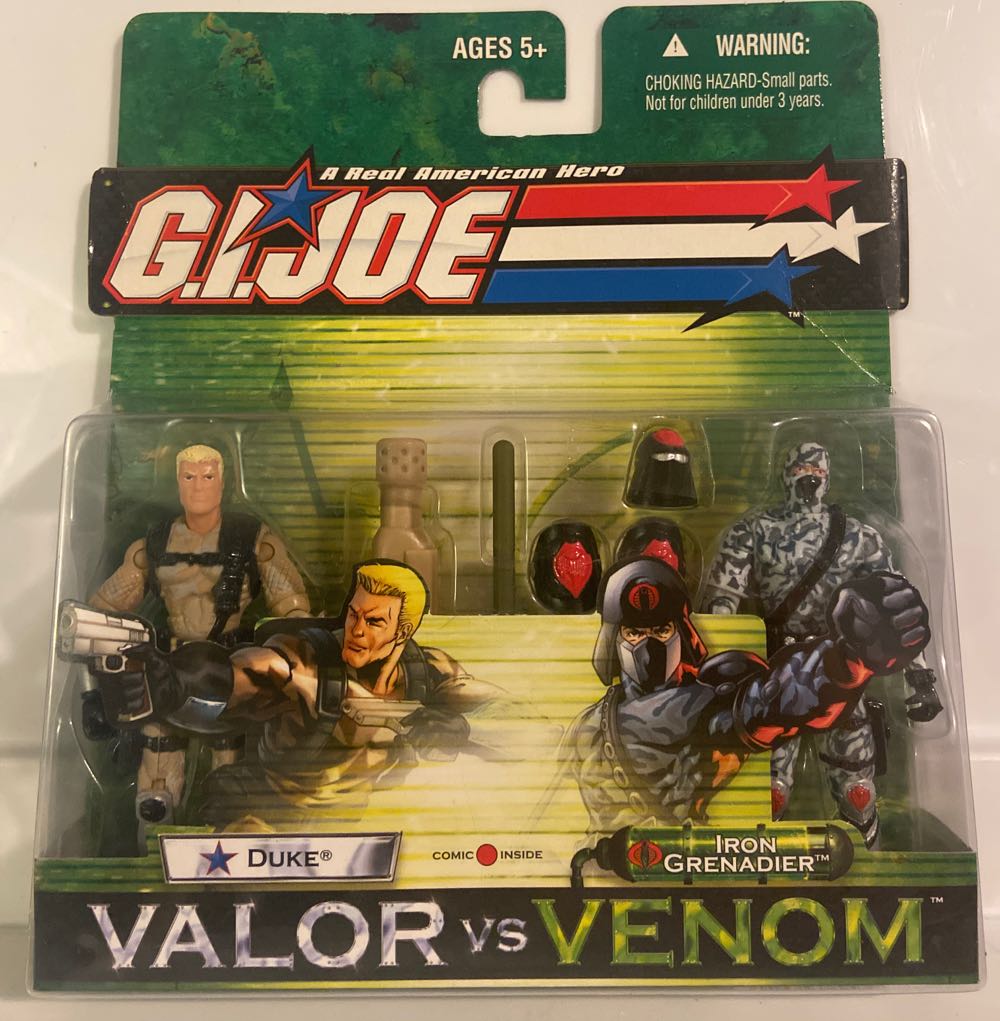 AGES 5+
WARNING:
CHOKING HAZARD-Small parts.
Not for children under 3 years.
A Real American Hero
G.I. JOE
TM
DUKE®
COMIC INSIDE
IRON
GRENADIER™
VALOR VS VENOM™